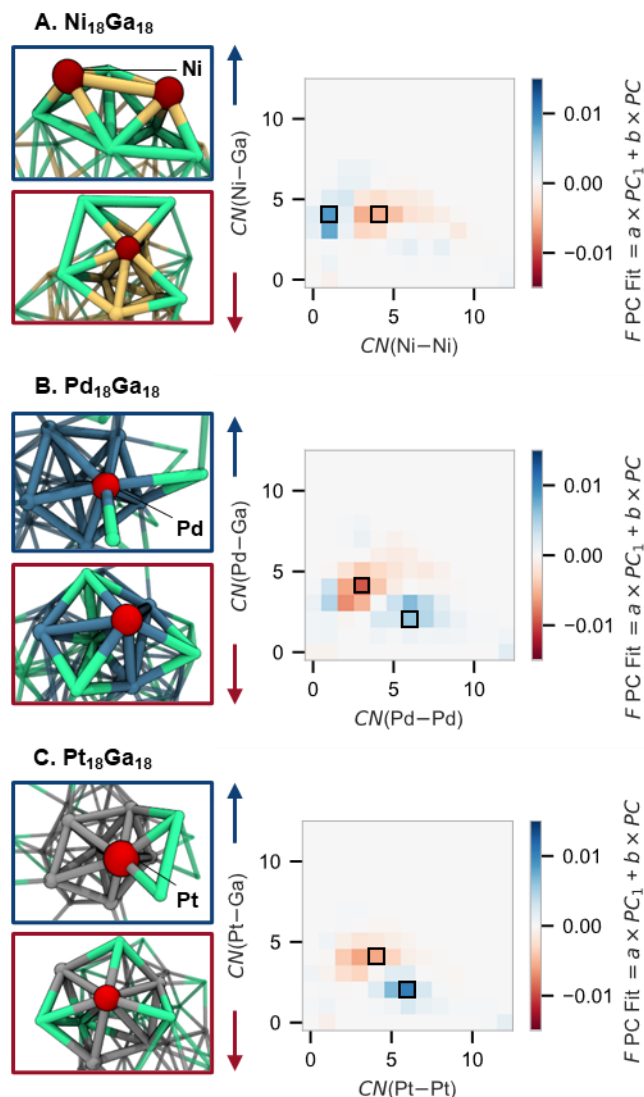 A. Ni₁₈Ga₁₈
Ni
CN(Ni−Ga)
10
5
0
0
5
10
CN(Ni−Ni)
0.01
0.00
−0.01
F PC Fit = a × PC₁ + b × PC
B. Pd₁₈Ga₁₈
Pd
CN(Pd−Ga)
10
5
0
0
5
10
CN(Pd−Pd)
0.01
0.00
−0.01
F PC Fit = a × PC₁ + b × PC
C. Pt₁₈Ga₁₈
Pt
CN(Pt−Ga)
10
5
0
0
5
10
CN(Pt−Pt)
0.01
0.00
−0.01
F PC Fit = a × PC₁ + b × PC